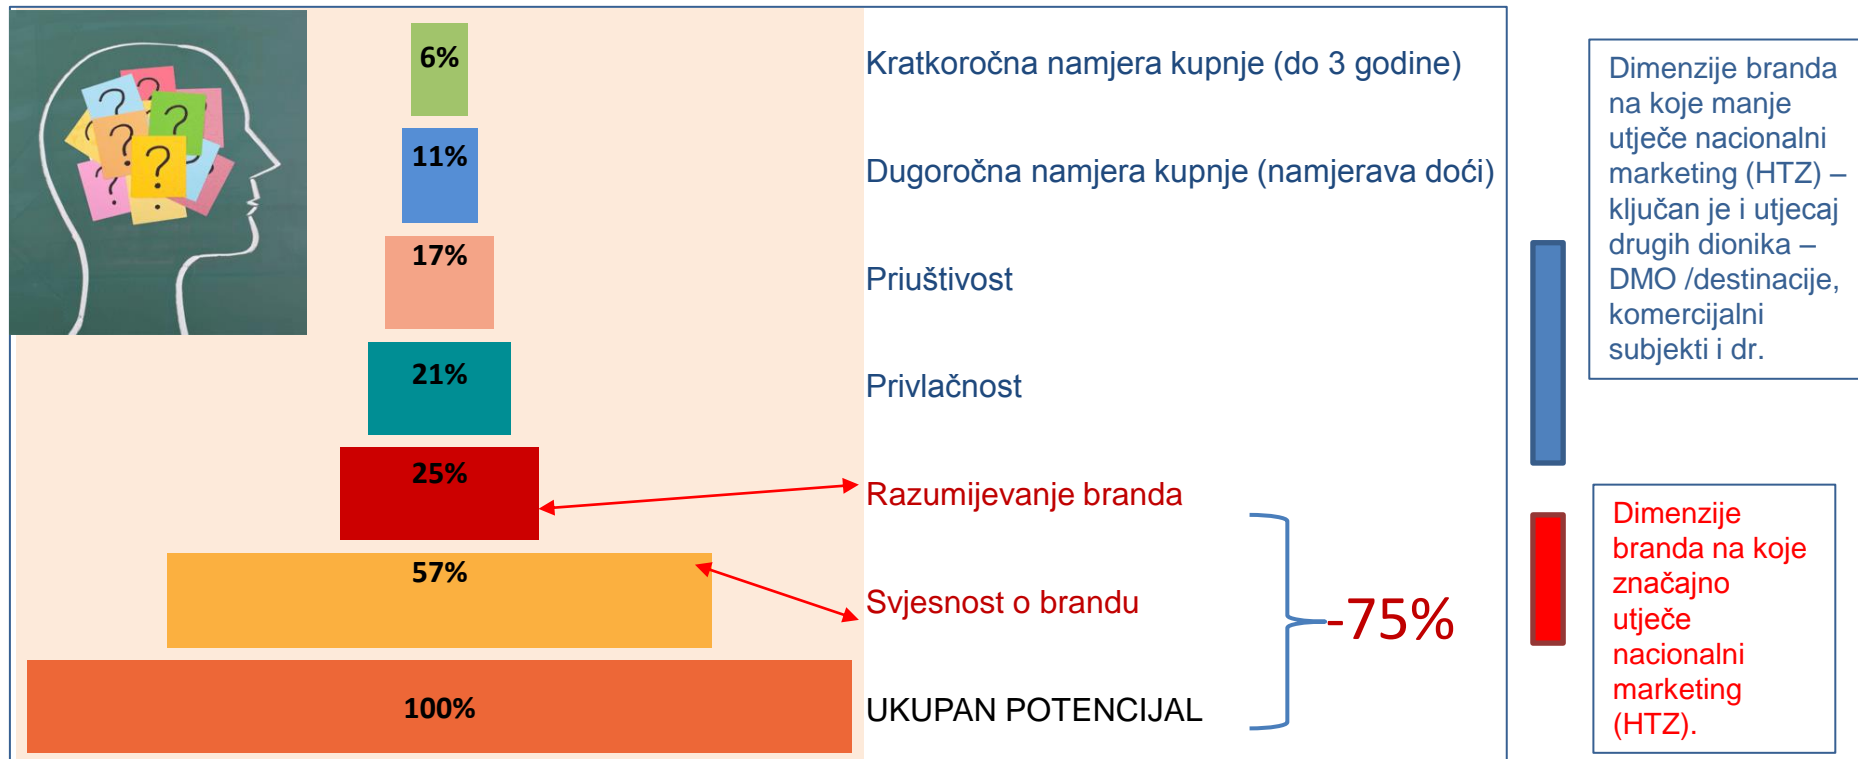 6%
Kratkoročna namjera kupnje (do 3 godine)
11%
Dugoročna namjera kupnje (namjerava doći)
17%
Priuštivost
21%
Privlačnost
25%
Razumijevanje branda
57%
Svjesnost o brandu
-75%
100%
UKUPAN POTENCIJAL
Dimenzije branda
na koje manje
utječe nacionalni
marketing (HTZ) –
ključan je i utjecaj
drugih dionika –
DMO /destinacije,
komercijalni
subjekti i dr.
Dimenzije
branda na koje
značajno
utječe
nacionalni
marketing
(HTZ).